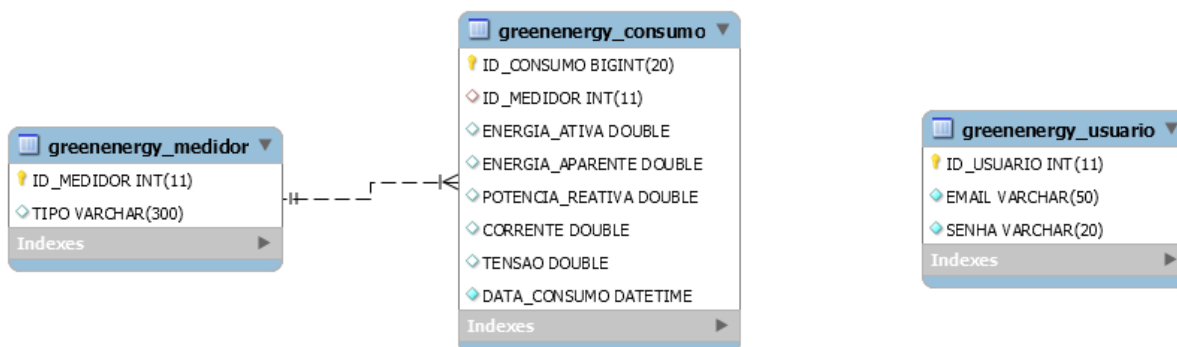 greenenergy_medidor
ID_MEDIDOR INT(11)
TIPO VARCHAR(300)
Indexes
greenenergy_consumo
ID_CONSUMO BIGINT(20)
ID_MEDIDOR INT(11)
ENERGIA_ATIVA DOUBLE
ENERGIA_APARENTE DOUBLE
POTENCIA_REATIVA DOUBLE
CORRENTE DOUBLE
TENSAO DOUBLE
DATA_CONSUMO DATETIME
Indexes
greenenergy_usuario
ID_USUARIO INT(11)
EMAIL VARCHAR(50)
SENHA VARCHAR(20)
Indexes